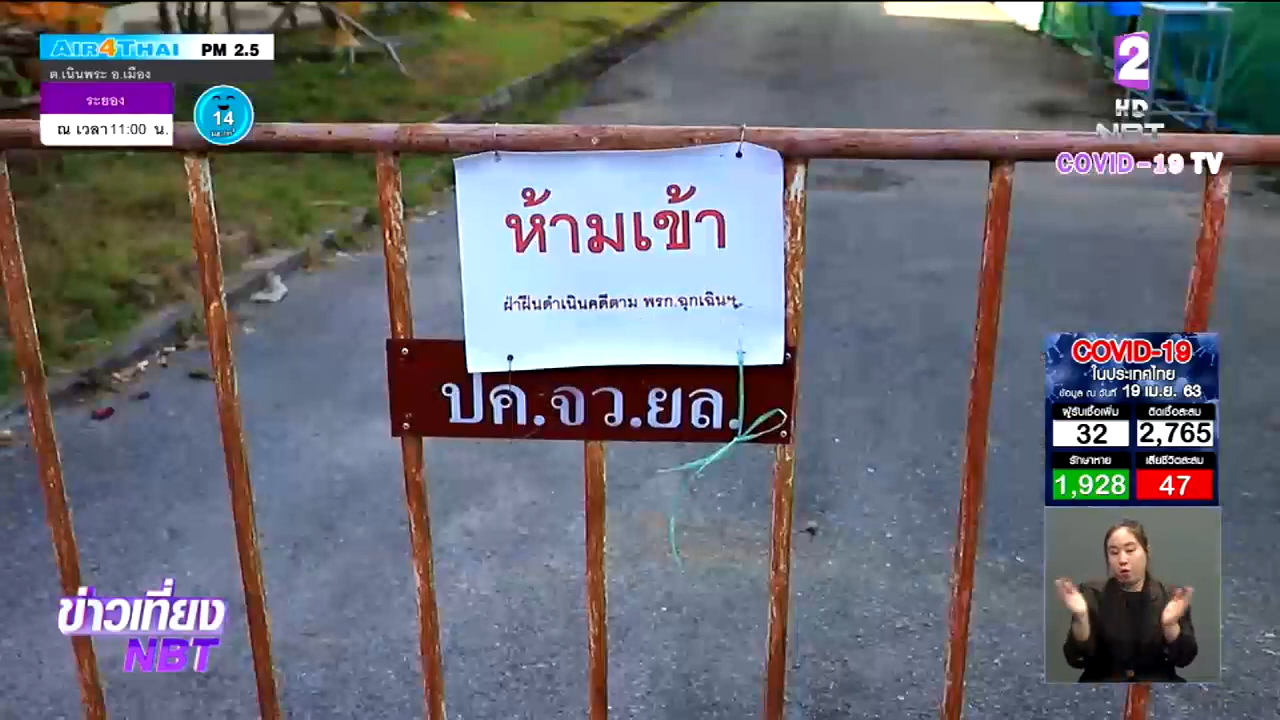 AIR4THAI PM 2.5
ต.เนินพระ อ.เมือง
ระยอง
ณ เวลา 11:00 น.
14
2
HD
NBT
COVID-19 TV
ห้ามเข้า
ฝ่าฝืนดำเนินคดีตาม พรก.ฉุกเฉินฯ
ปค.จว.ยล.
COVID-19
ในประเทศไทย
ข้อมูล ณ วันที่ 19 เม.ย. 63
ผู้รับเชื้อเพิ่ม ติดเชื้อสะสม
32 2,765
รักษาหาย เสียชีวิตสะสม
1,928 47
ข่าวเที่ยง
NBT